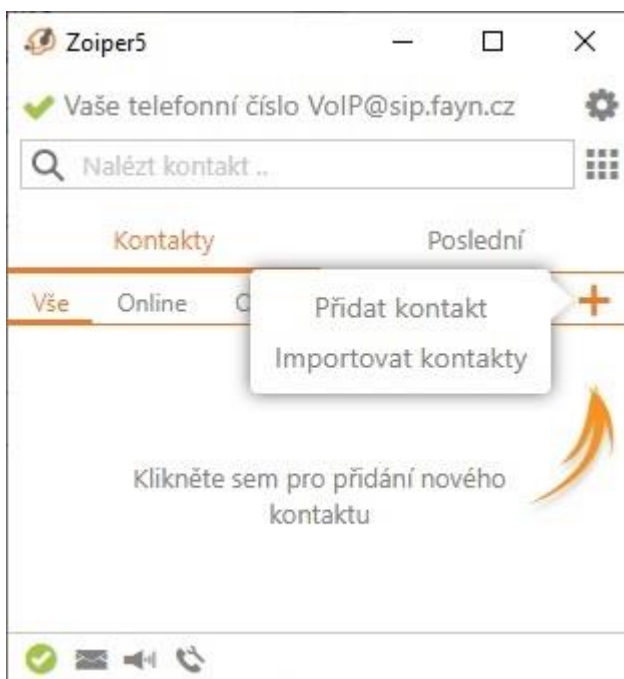 Zoiper5
Vaše telefonní číslo VoIP@sip.fayn.cz
Nalézt kontakt ..
Kontakty Poslední
Vše Online
Přidat kontakt
Importovat kontakty
Klikněte sem pro přidání nového
kontaktu